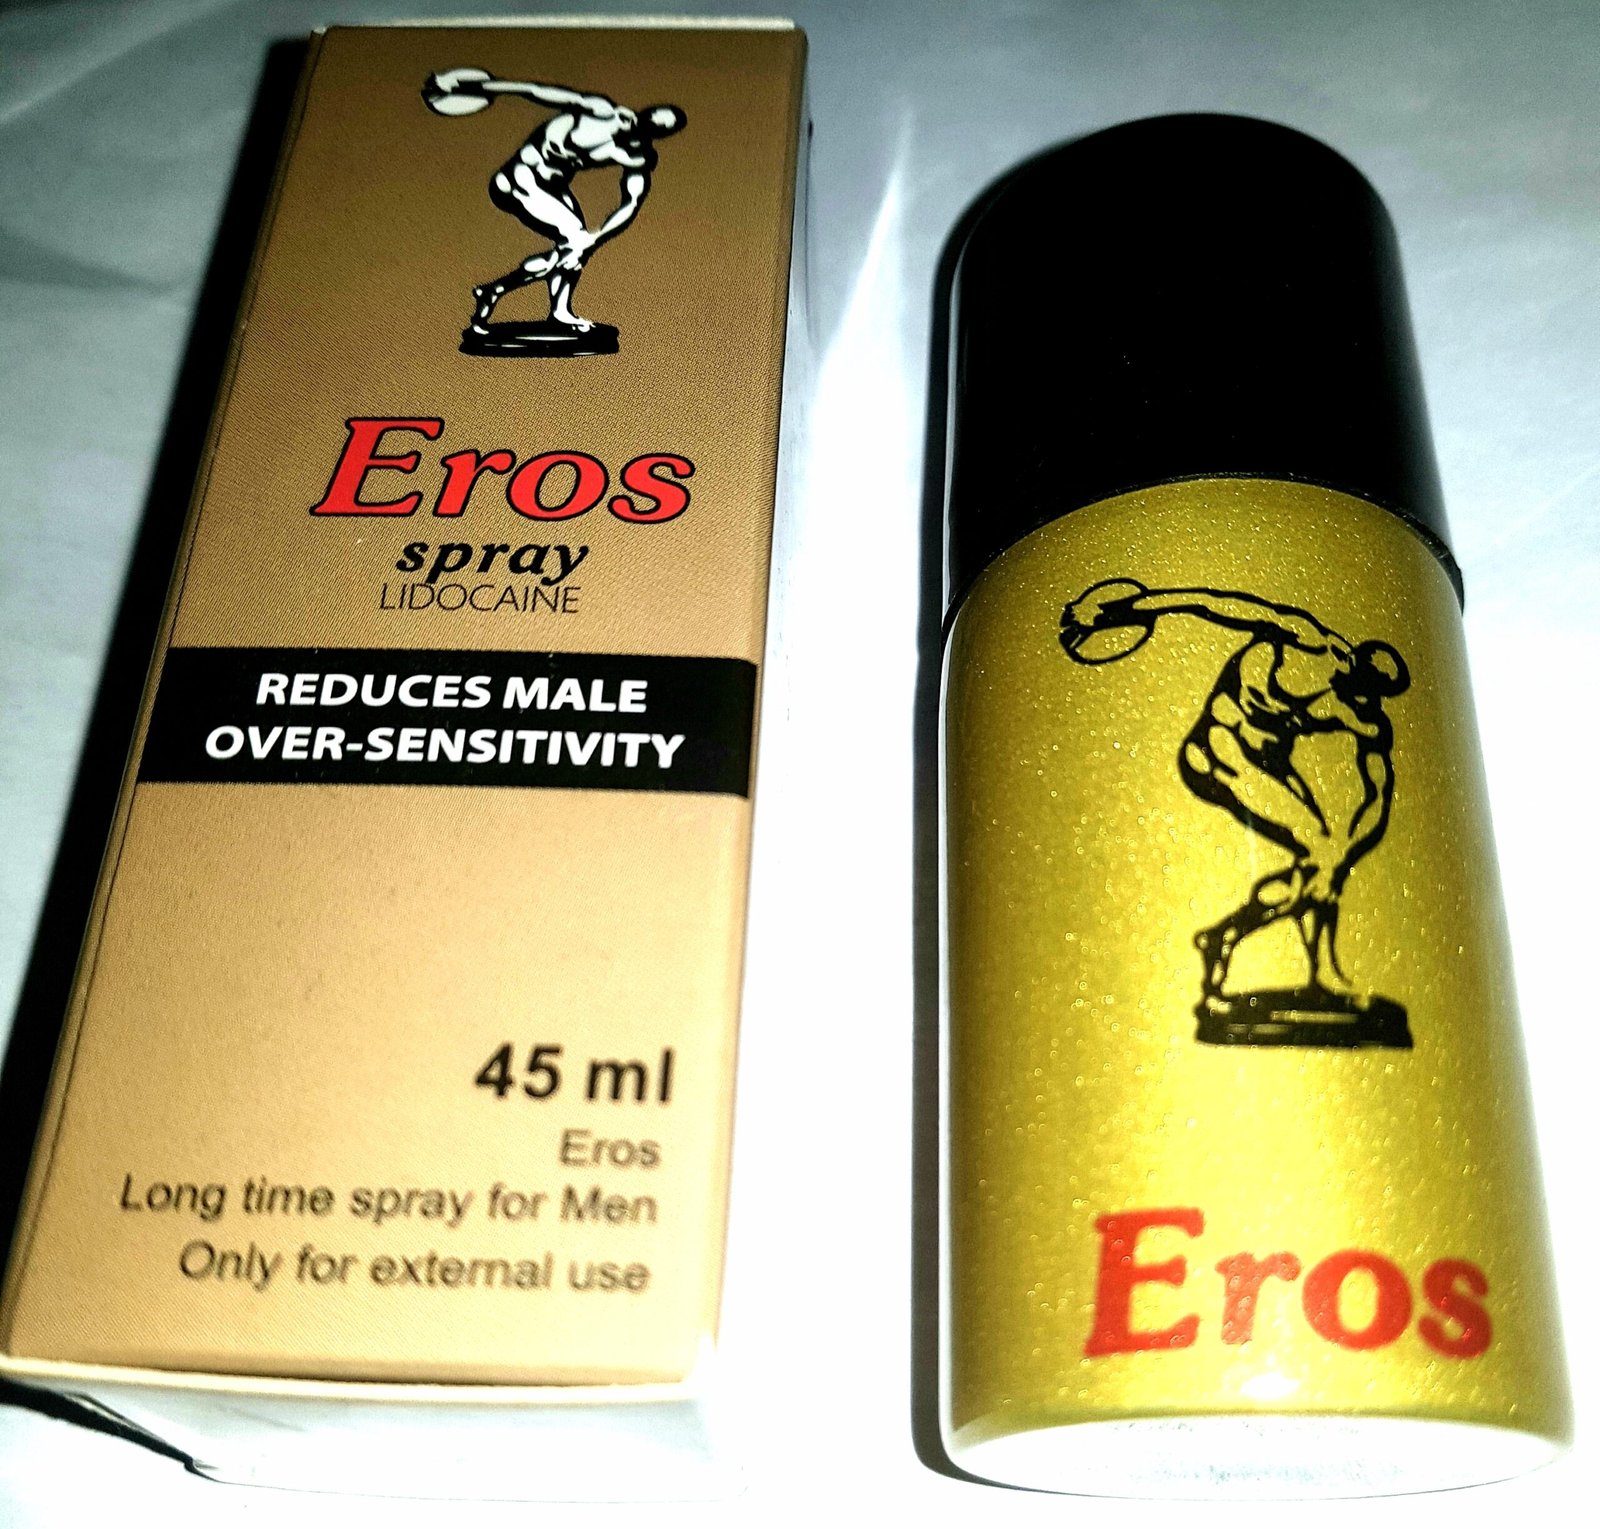 Eros
spray
LIDOCAINE
REDUCES MALE
OVER-SENSITIVITY
45 ml
Eros
Long time spray for Men
Only for external use
Eros